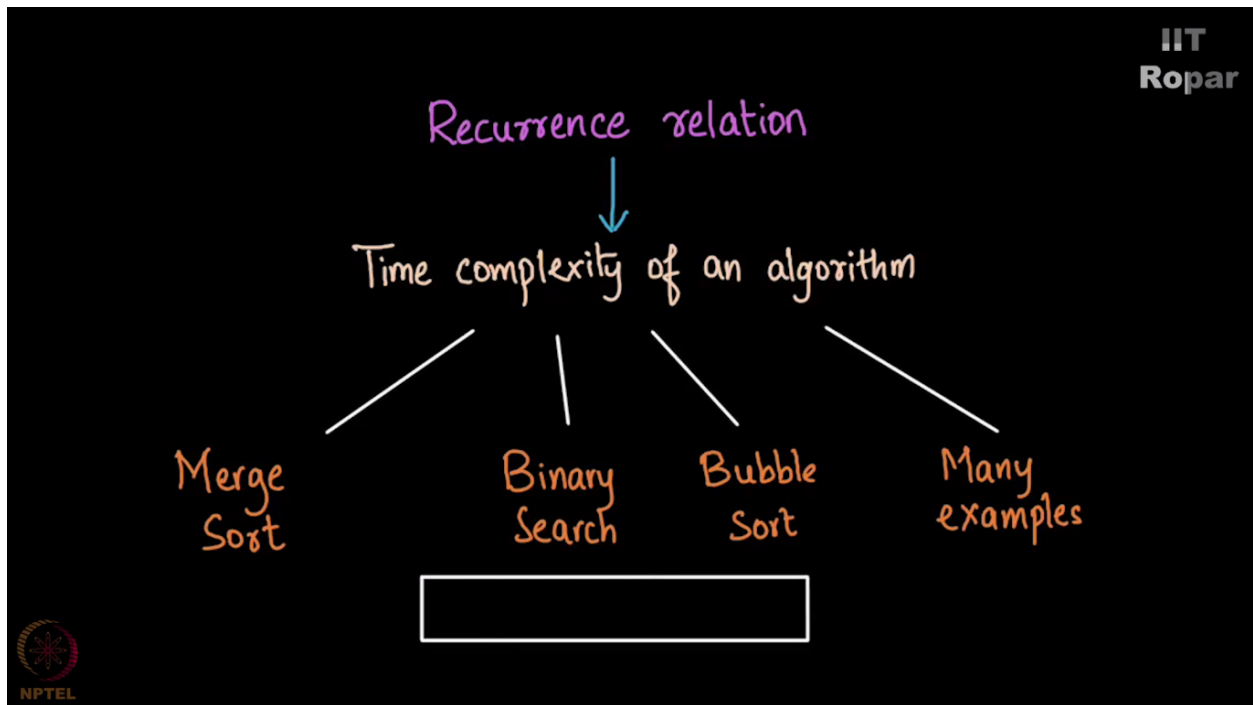 IIT
Ropar
Recurrence relation
Time complexity of an algorithm
Merge
Sort
Binary
Search
Bubble
Sort
Many
examples
NPTEL